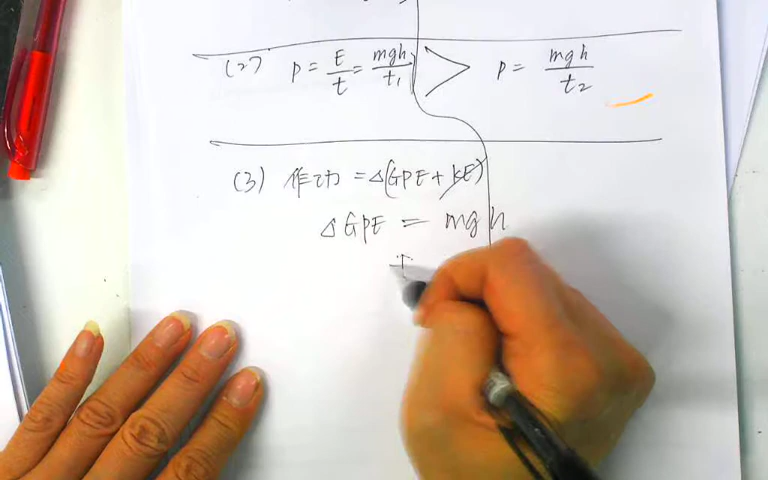 (2) P = E/t = mgh/t₁ > P = mgh/t₂
(3) 作功 = Δ(GPE + KE)
ΔGPE = mgh